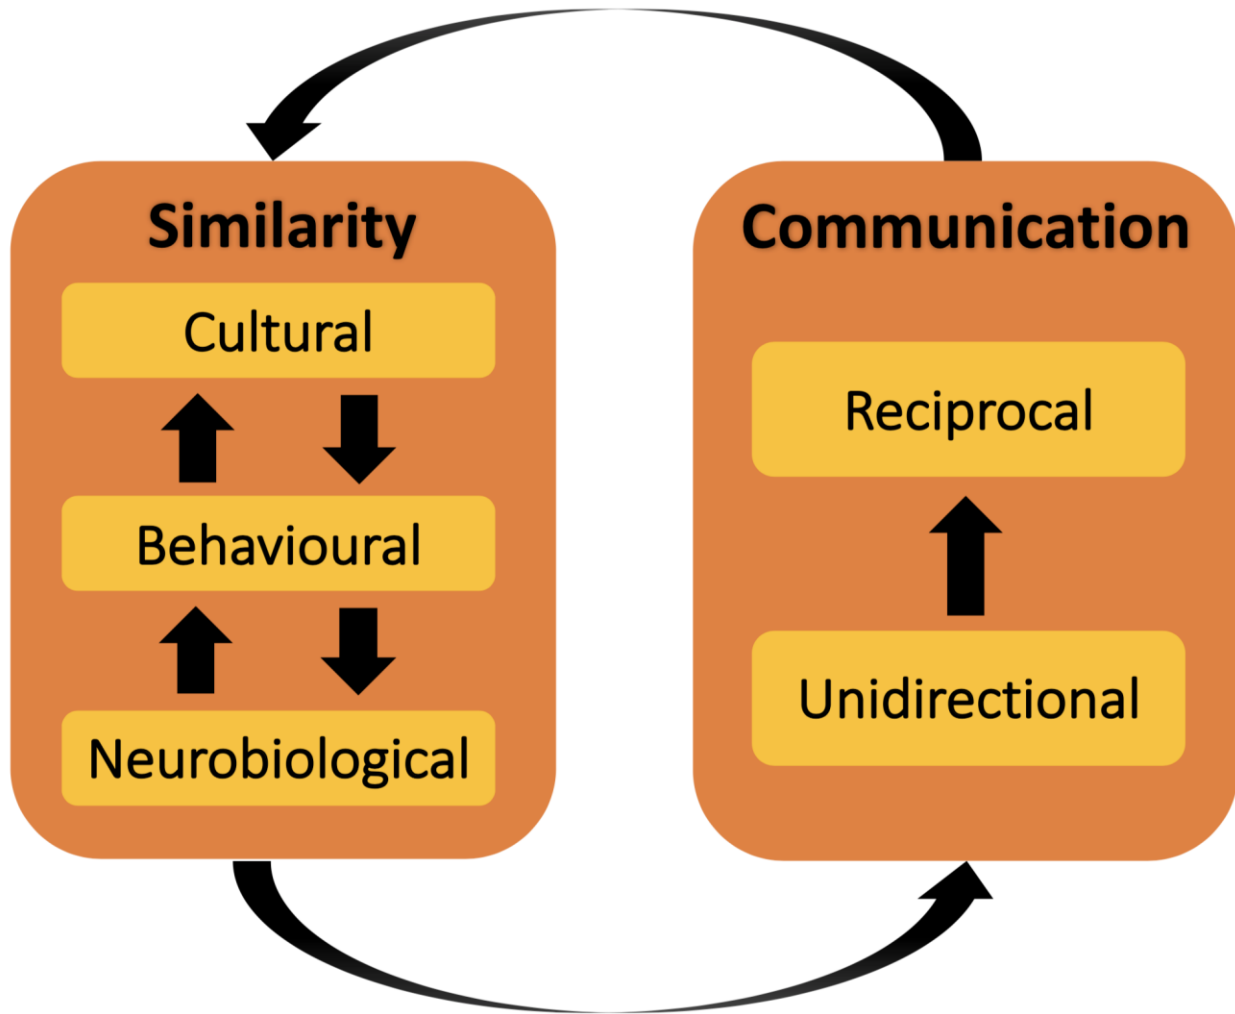 Similarity
Cultural
Behavioural
Neurobiological
Communication
Reciprocal
Unidirectional